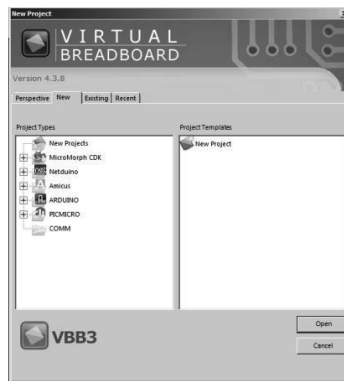 New Project
VIRTUAL
BREADBOARD
Version 4.3.8
Perspective New Existing Recent
Project Types
Project Templates
New Projects
MicroMorph CDK
Netduino
Amicus
ARDUINO
PICMICRO
COMM
New Project
VBB3
Open
Cancel